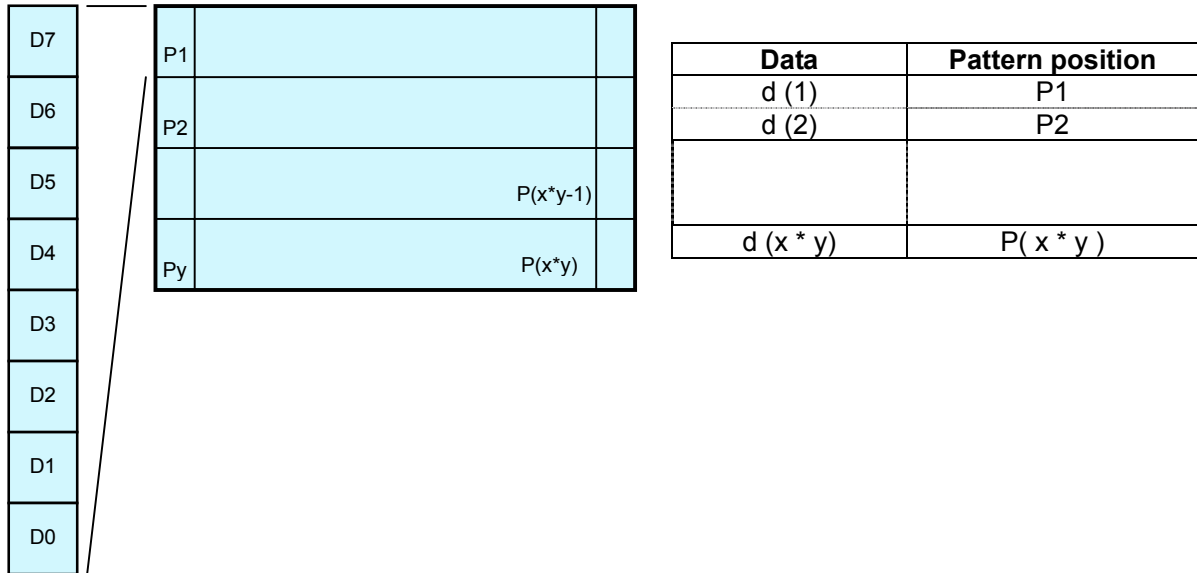 D7
D6
D5
D4
D3
D2
D1
D0
P1
P2
P(x*y-1)
Py P(x*y)
Data Pattern position
d (1) P1
d (2) P2
d (x * y) P( x * y )